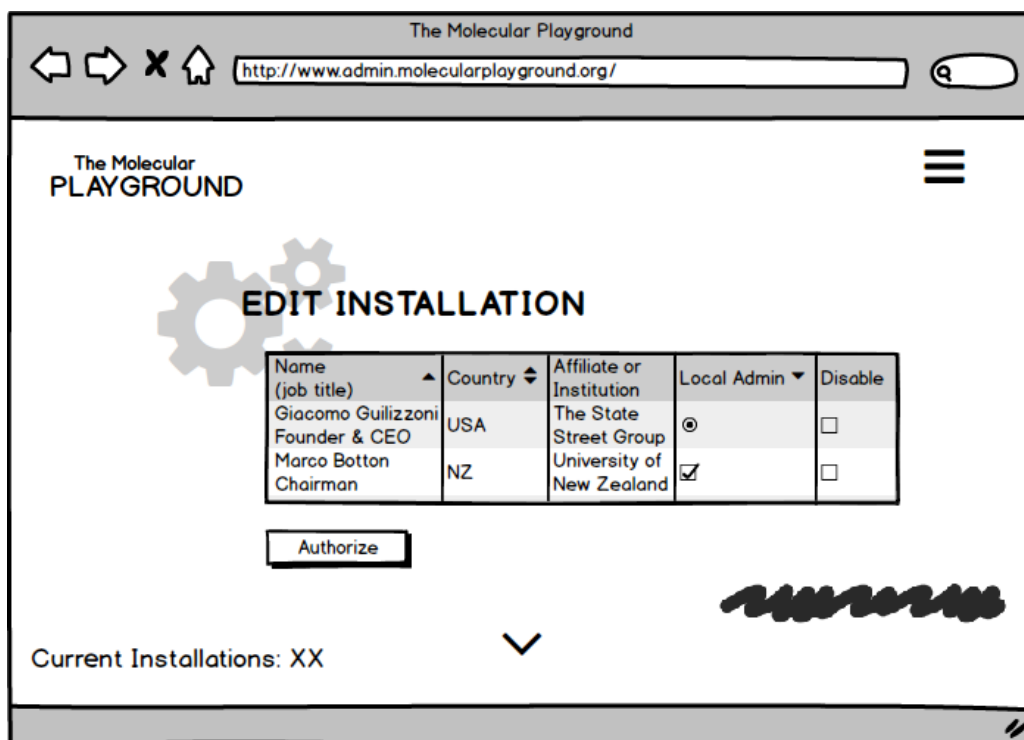 The Molecular Playground
http://www.admin.molecularplayground.org/
The Molecular
PLAYGROUND
EDIT INSTALLATION
Name
(job title)
Country
Affiliate or
Institution
Local Admin
Disable
Giacomo Guilizzoni
Founder & CEO
USA
The State
Street Group
Marco Botton
Chairman
NZ
University of
New Zealand
Authorize
Current Installations: XX